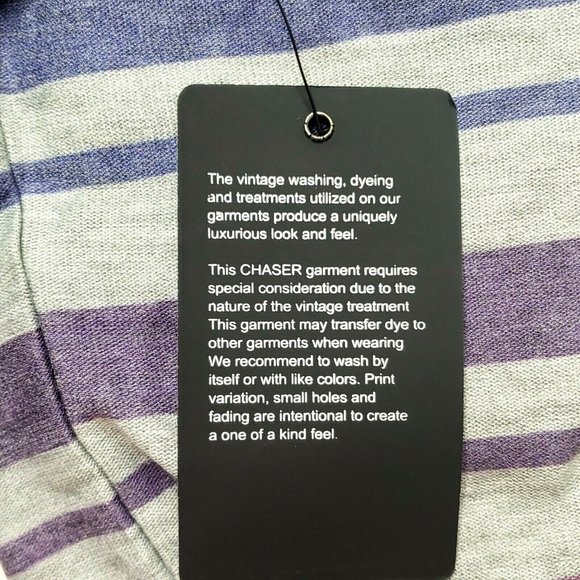 The vintage washing, dyeing
and treatments utilized on our
garments produce a uniquely
luxurious look and feel.
This CHASER garment requires
special consideration due to the
nature of the vintage treatment
This garment may transfer dye to
other garments when wearing
We recommend to wash by
itself or with like colors. Print
variation, small holes and
fading are intentional to create
a one of a kind feel.